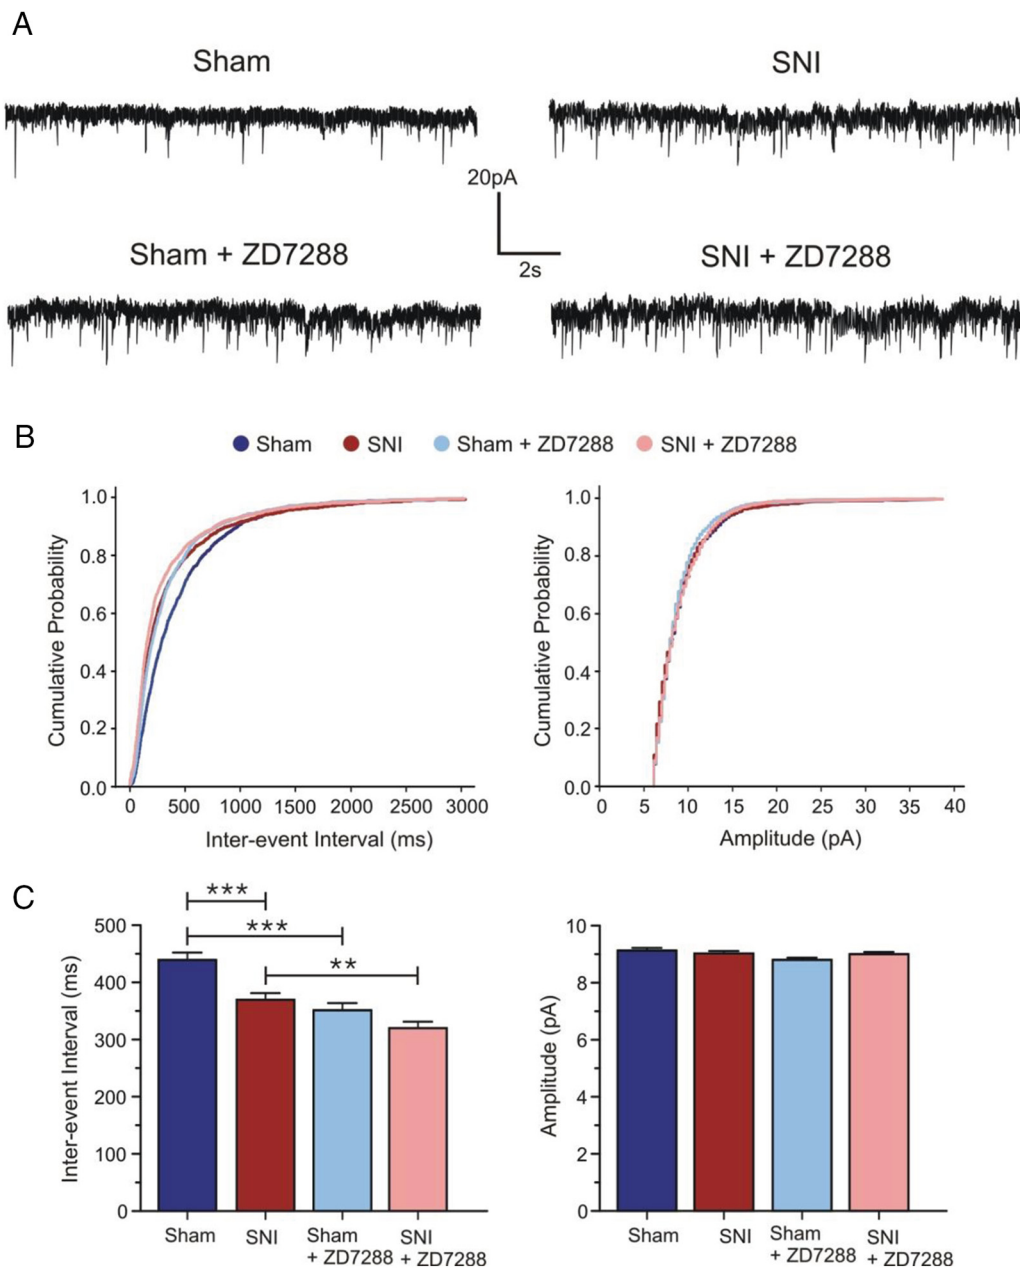 A
Sham
SNI
20pA
2s
Sham + ZD7288
SNI + ZD7288
B
Sham
SNI
Sham + ZD7288
SNI + ZD7288
1.0
0.8
0.6
0.4
0.2
0.0
Cumulative Probability
0
500
1000
1500
2000
2500
3000
Inter-event Interval (ms)
1.0
0.8
0.6
0.4
0.2
0.0
Cumulative Probability
0
5
10
15
20
25
30
35
40
Amplitude (pA)
C
***
***
**
500
400
300
200
100
0
Inter-event Interval (ms)
Sham
SNI
Sham
+ ZD7288
SNI
+ ZD7288
10
8
6
4
2
0
Amplitude (pA)
Sham
SNI
Sham
+ ZD7288
SNI
+ ZD7288